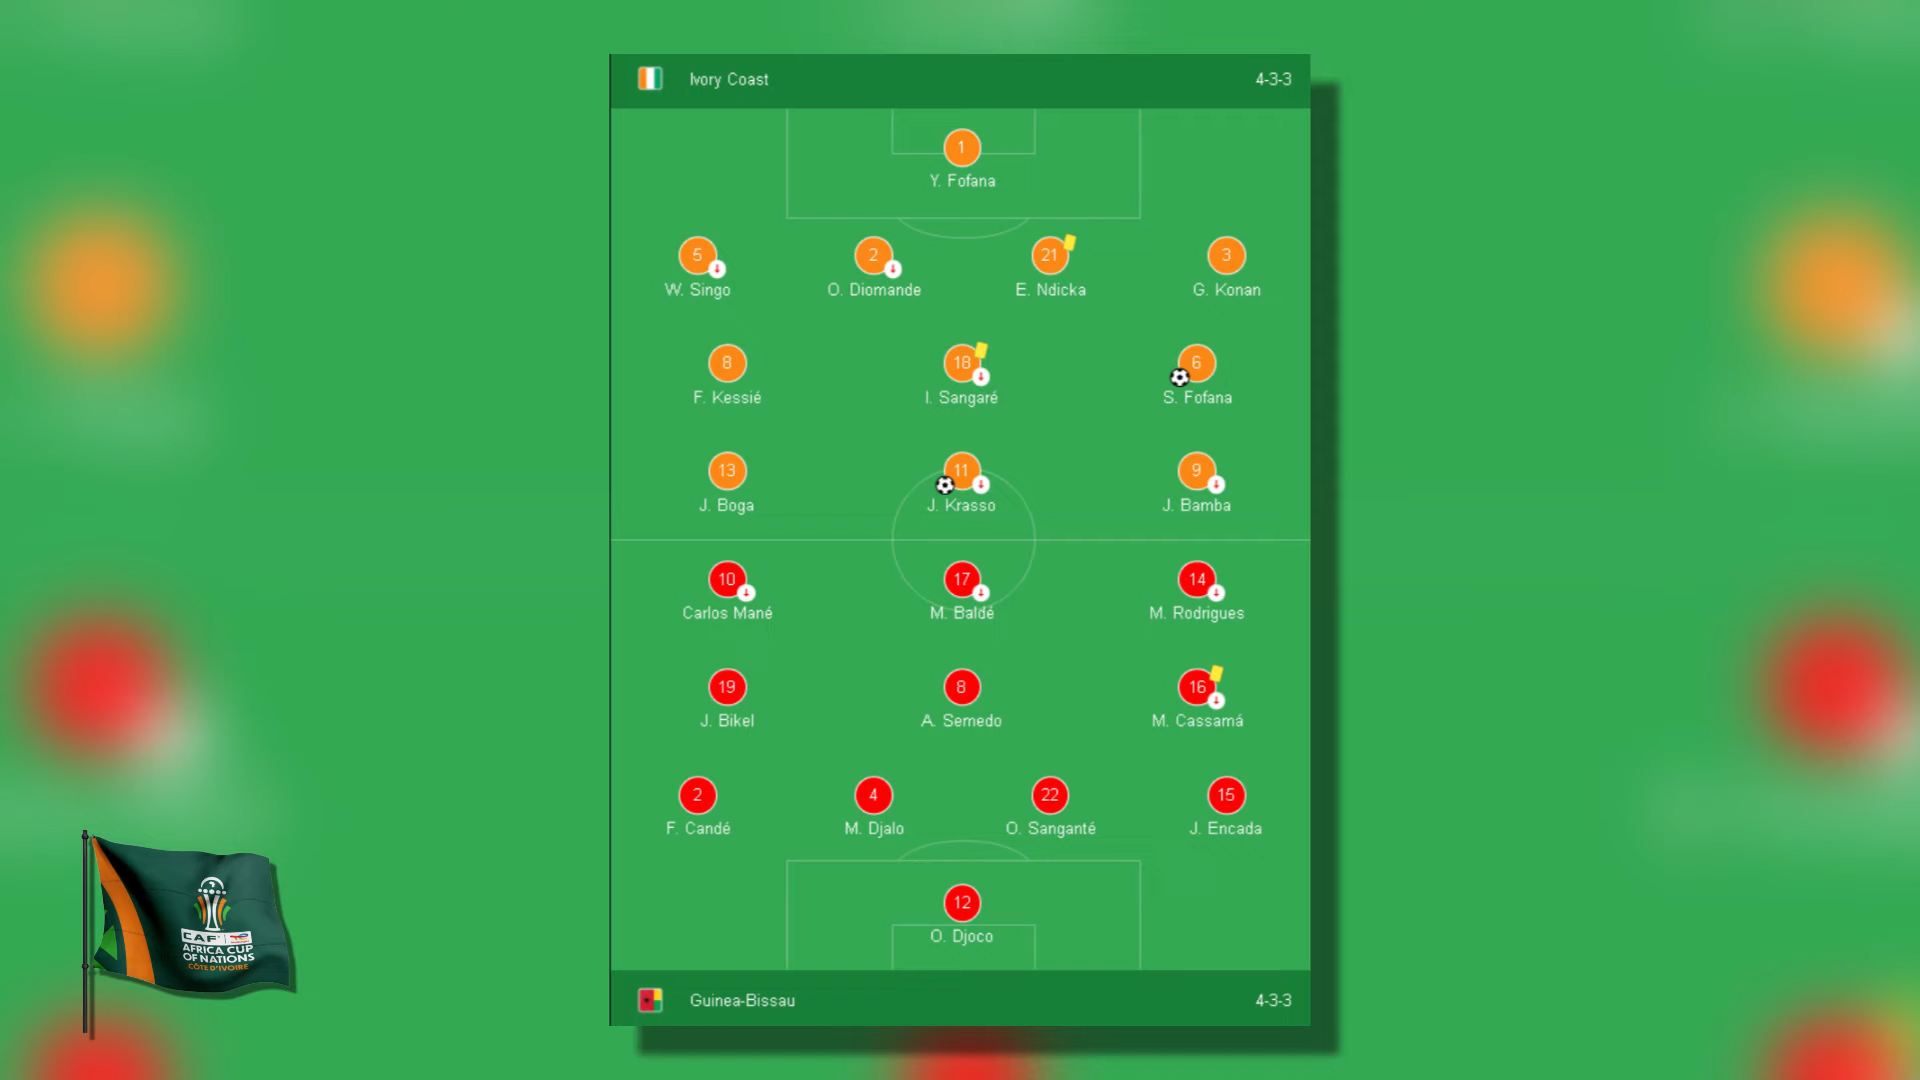 Ivory Coast 4-3-3
1
Y. Fofana
5 2 21 3
W. Singo O. Diomande E. Ndicka G. Konan
8 18 6
F. Kessié I. Sangaré S. Fofana
13 11 9
J. Boga J. Krasso J. Bamba
10 17 14
Carlos Mané M. Baldé M. Rodrigues
19 8 16
J. Bikel A. Semedo M. Cassamá
2 4 22 15
F. Candé M. Djalo O. Sanganté J. Encada
12
O. Djoco
Guinea-Bissau 4-3-3
CAF
AFRICA CUP
OF NATIONS
CÔTE D'IVOIRE